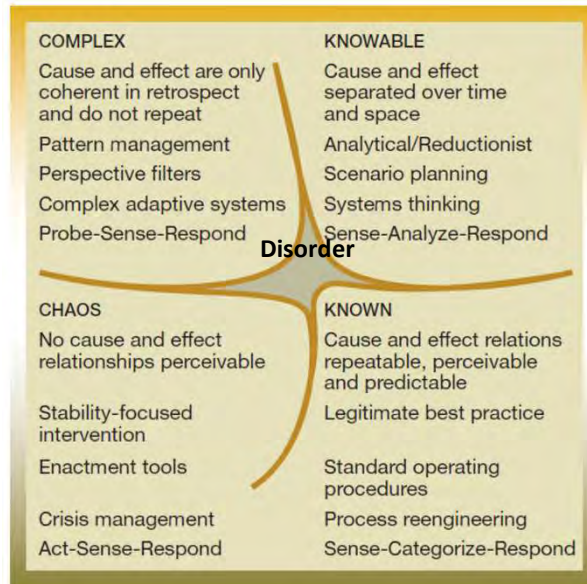 COMPLEX
Cause and effect are only
coherent in retrospect
and do not repeat
Pattern management
Perspective filters
Complex adaptive systems
Probe-Sense-Respond
KNOWABLE
Cause and effect
separated over time
and space
Analytical/Reductionist
Scenario planning
Systems thinking
Sense-Analyze-Respond
Disorder
CHAOS
No cause and effect
relationships perceivable
Stability-focused
intervention
Enactment tools
Crisis management
Act-Sense-Respond
KNOWN
Cause and effect relations
repeatable, perceivable
and predictable
Legitimate best practice
Standard operating
procedures
Process reengineering
Sense-Categorize-Respond